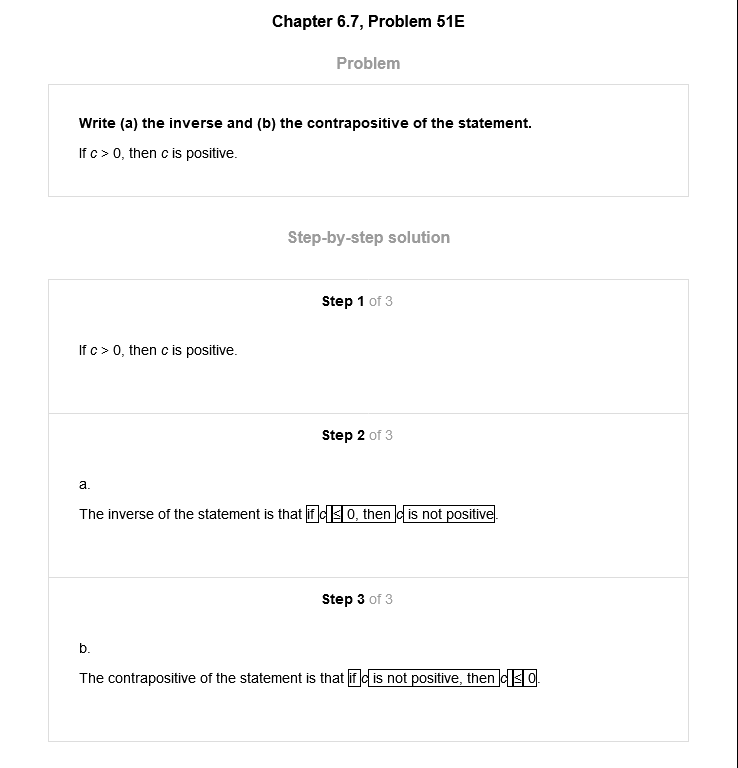 Chapter 6.7, Problem 51E
Problem
Write (a) the inverse and (b) the contrapositive of the statement.
If c > 0, then c is positive.
Step-by-step solution
Step 1 of 3
If c > 0, then c is positive.
Step 2 of 3
a.
The inverse of the statement is that if c ≤ 0, then c is not positive.
Step 3 of 3
b.
The contrapositive of the statement is that if c is not positive, then c ≤ 0.